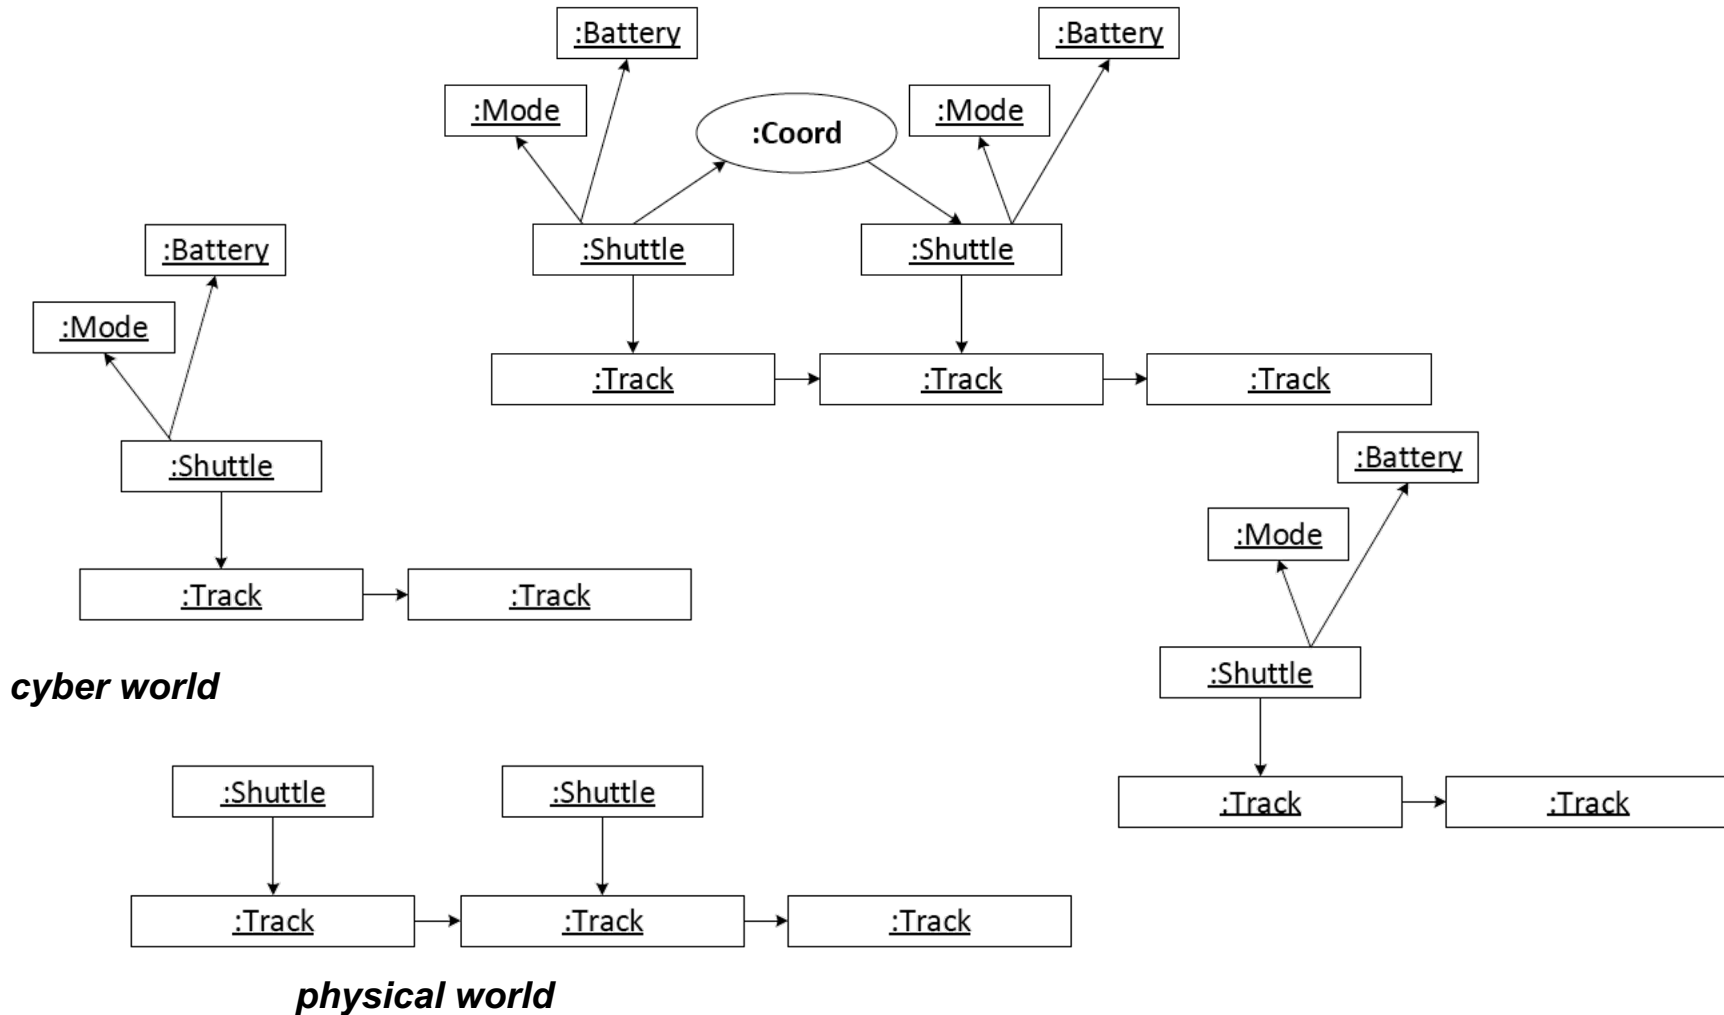 :Battery
:Battery
:Mode
:Coord
:Mode
:Shuttle
:Shuttle
:Battery
:Mode
:Track
:Track
:Track
:Shuttle
:Battery
:Mode
:Track
:Track
:Shuttle
cyber world
:Shuttle
:Shuttle
:Track
:Track
:Track
:Track
:Track
physical world